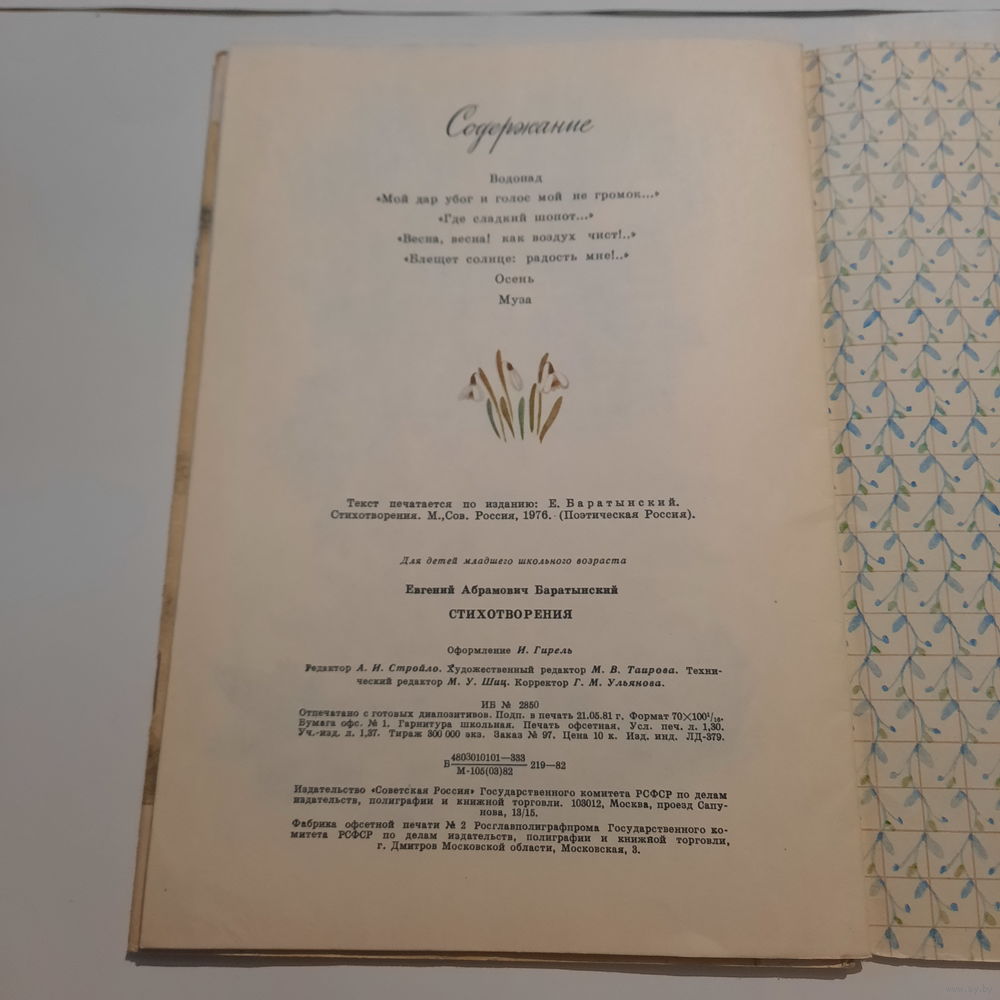 Содержание
Водопад
«Мой дар убог и голос мой не громок...»
«Где сладкий шопот...»
«Весна, весна! как воздух чист!..»
«Блещет солнце: радость мне!..»
Осень
Муза
Текст печатается по изданию: Е. Баратынский.
Стихотворения. М.,Сов. Россия, 1976. (Поэтическая Россия).
Для детей младшего школьного возраста
Евгений Абрамович Баратынский
СТИХОТВОРЕНИЯ
Оформление И. Гирель
Редактор А. И. Стройло. Художественный редактор М. В. Таирова. Техни-
ческий редактор М. У. Шиц. Корректор Г. М. Ульянова.
ИБ № 2850
Отпечатано с готовых диапозитивов. Подп. в печать 21.05.81 г. Формат 70×100¹/₁₆.
Бумага офс. № 1. Гарнитура школьная. Печать офсетная. Усл. печ. л. 1,30.
Уч.-изд. л. 1,37. Тираж 300 000 экз. Заказ № 97. Цена 10 к. Изд. инд. ЛД-379.
Б 4803010101—333 219—82
М-105(03)82
Издательство «Советская Россия» Государственного комитета РСФСР по делам
издательств, полиграфии и книжной торговли. 103012, Москва, проезд Сапу-
нова, 13/15.
Фабрика офсетной печати № 2 Росглавполиграфпрома Государственного ко-
митета РСФСР по делам издательств, полиграфии и книжной торговли,
г. Дмитров Московской области, Московская, 3.
www.ay.by